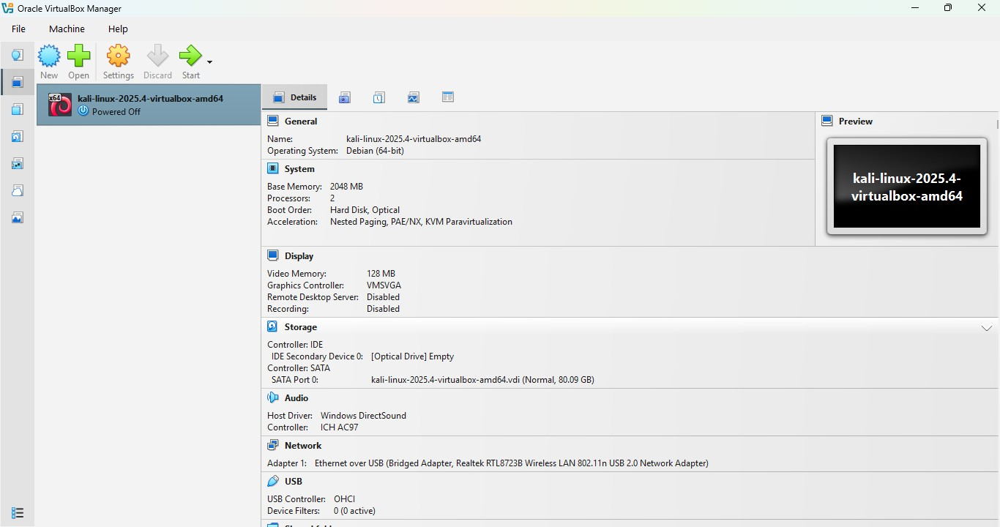 Oracle VirtualBox Manager
File Machine Help
New Open Settings Discard Start
x64 kali-linux-2025.4-virtualbox-amd64
Powered Off
Details
General
Name: kali-linux-2025.4-virtualbox-amd64
Operating System: Debian (64-bit)
Preview
kali-linux-2025.4-
virtualbox-amd64
System
Base Memory: 2048 MB
Processors: 2
Boot Order: Hard Disk, Optical
Acceleration: Nested Paging, PAE/NX, KVM Paravirtualization
Display
Video Memory: 128 MB
Graphics Controller: VMSVGA
Remote Desktop Server: Disabled
Recording: Disabled
Storage
Controller: IDE
IDE Secondary Device 0: [Optical Drive] Empty
Controller: SATA
SATA Port 0: kali-linux-2025.4-virtualbox-amd64.vdi (Normal, 80.09 GB)
Audio
Host Driver: Windows DirectSound
Controller: ICH AC97
Network
Adapter 1: Ethernet over USB (Bridged Adapter, Realtek RTL8723B Wireless LAN 802.11n USB 2.0 Network Adapter)
USB
USB Controller: OHCI
Device Filters: 0 (0 active)